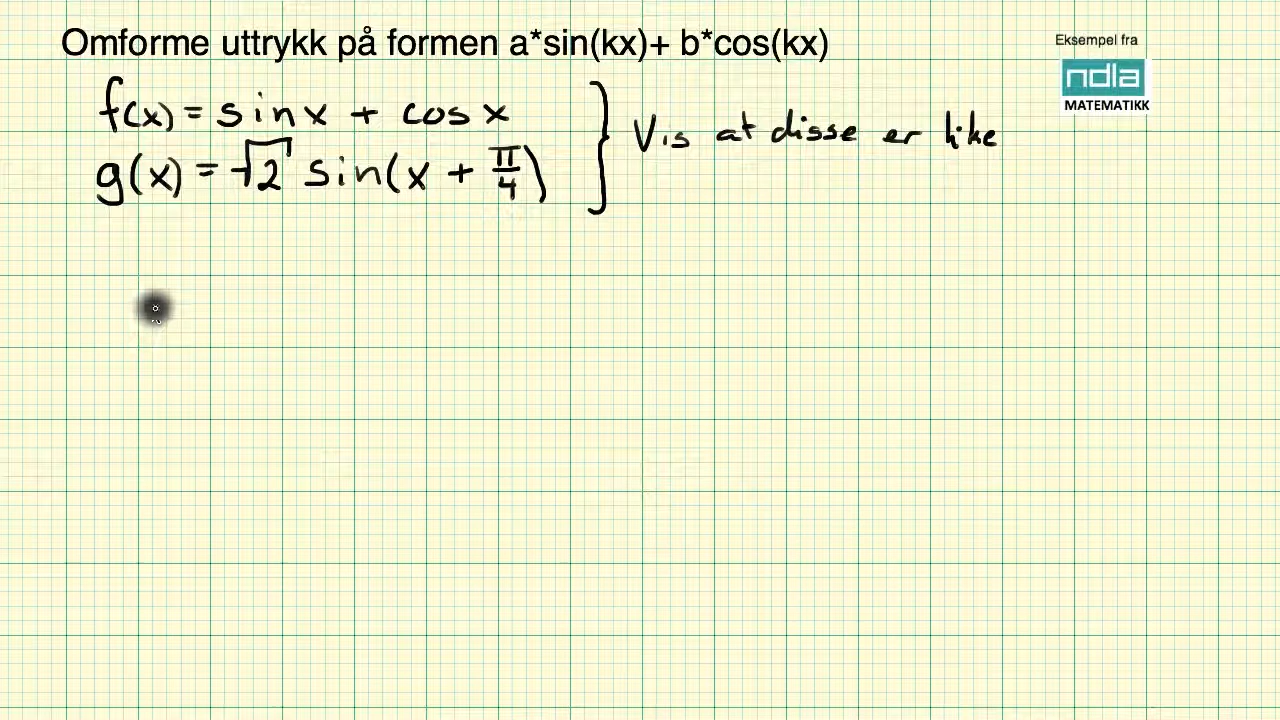 Omforme uttrykk på formen a*sin(kx)+ b*cos(kx)
Eksempel fra
ndla
MATEMATIKK
f(x) = sin x + cos x
g(x) = √2 sin(x + π/4)
Vis at disse er like